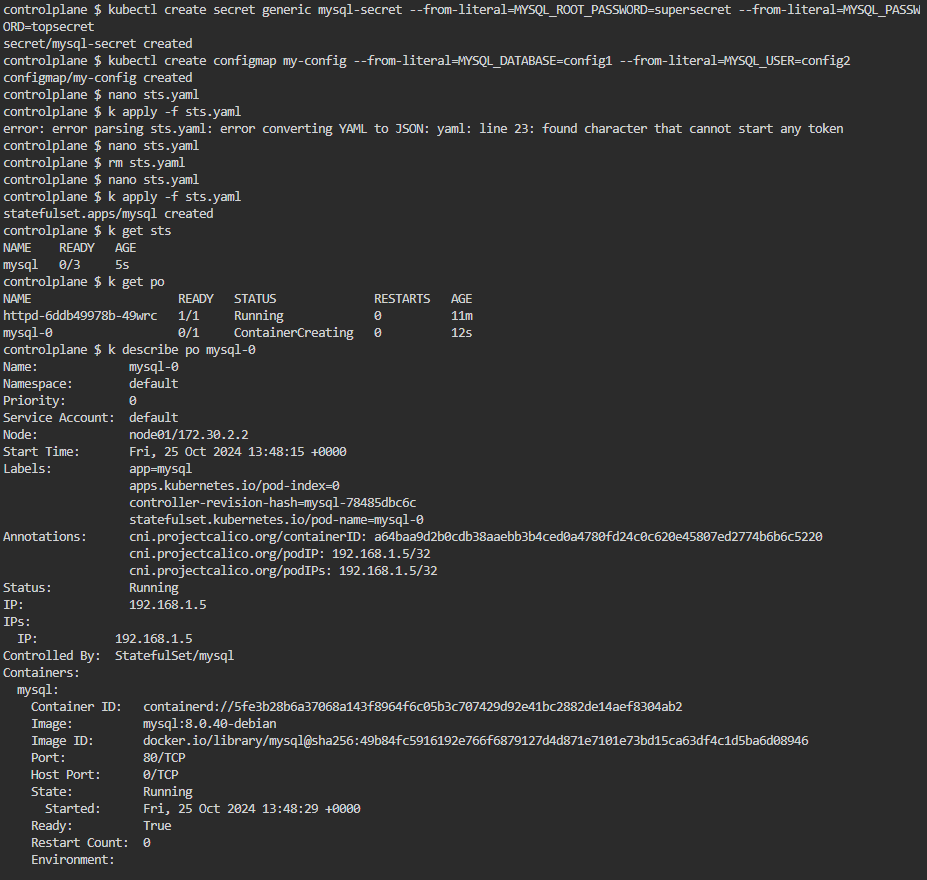 controlplane $ kubectl create secret generic mysql-secret --from-literal=MYSQL_ROOT_PASSWORD=supersecret --from-literal=MYSQL_PASSW
ORD=topsecret
secret/mysql-secret created
controlplane $ kubectl create configmap my-config --from-literal=MYSQL_DATABASE=config1 --from-literal=MYSQL_USER=config2
configmap/my-config created
controlplane $ nano sts.yaml
controlplane $ k apply -f sts.yaml
error: error parsing sts.yaml: error converting YAML to JSON: yaml: line 23: found character that cannot start any token
controlplane $ nano sts.yaml
controlplane $ rm sts.yaml
controlplane $ nano sts.yaml
controlplane $ k apply -f sts.yaml
statefulset.apps/mysql created
controlplane $ k get sts
NAME    READY   AGE
mysql   0/3     5s
controlplane $ k get po
NAME                     READY   STATUS              RESTARTS   AGE
httpd-6ddb49978b-49wrc   1/1     Running             0          11m
mysql-0                  0/1     ContainerCreating   0          12s
controlplane $ k describe po mysql-0
Name:             mysql-0
Namespace:        default
Priority:         0
Service Account:  default
Node:             node01/172.30.2.2
Start Time:       Fri, 25 Oct 2024 13:48:15 +0000
Labels:           app=mysql
                  apps.kubernetes.io/pod-index=0
                  controller-revision-hash=mysql-78485dbc6c
                  statefulset.kubernetes.io/pod-name=mysql-0
Annotations:      cni.projectcalico.org/containerID: a64baa9d2b0cdb38aaebb3b4ced0a4780fd24c0c620e45807ed2774b6b6c5220
                  cni.projectcalico.org/podIP: 192.168.1.5/32
                  cni.projectcalico.org/podIPs: 192.168.1.5/32
Status:           Running
IP:               192.168.1.5
IPs:
  IP:           192.168.1.5
Controlled By:  StatefulSet/mysql
Containers:
  mysql:
    Container ID:   containerd://5fe3b28b6a37068a143f8964f6c05b3c707429d92e41bc2882de14aef8304ab2
    Image:          mysql:8.0.40-debian
    Image ID:       docker.io/library/mysql@sha256:49b84fc5916192e766f6879127d4d871e7101e73bd15ca63df4c1d5ba6d08946
    Port:           80/TCP
    Host Port:      0/TCP
    State:          Running
      Started:      Fri, 25 Oct 2024 13:48:29 +0000
    Ready:          True
    Restart Count:  0
    Environment: